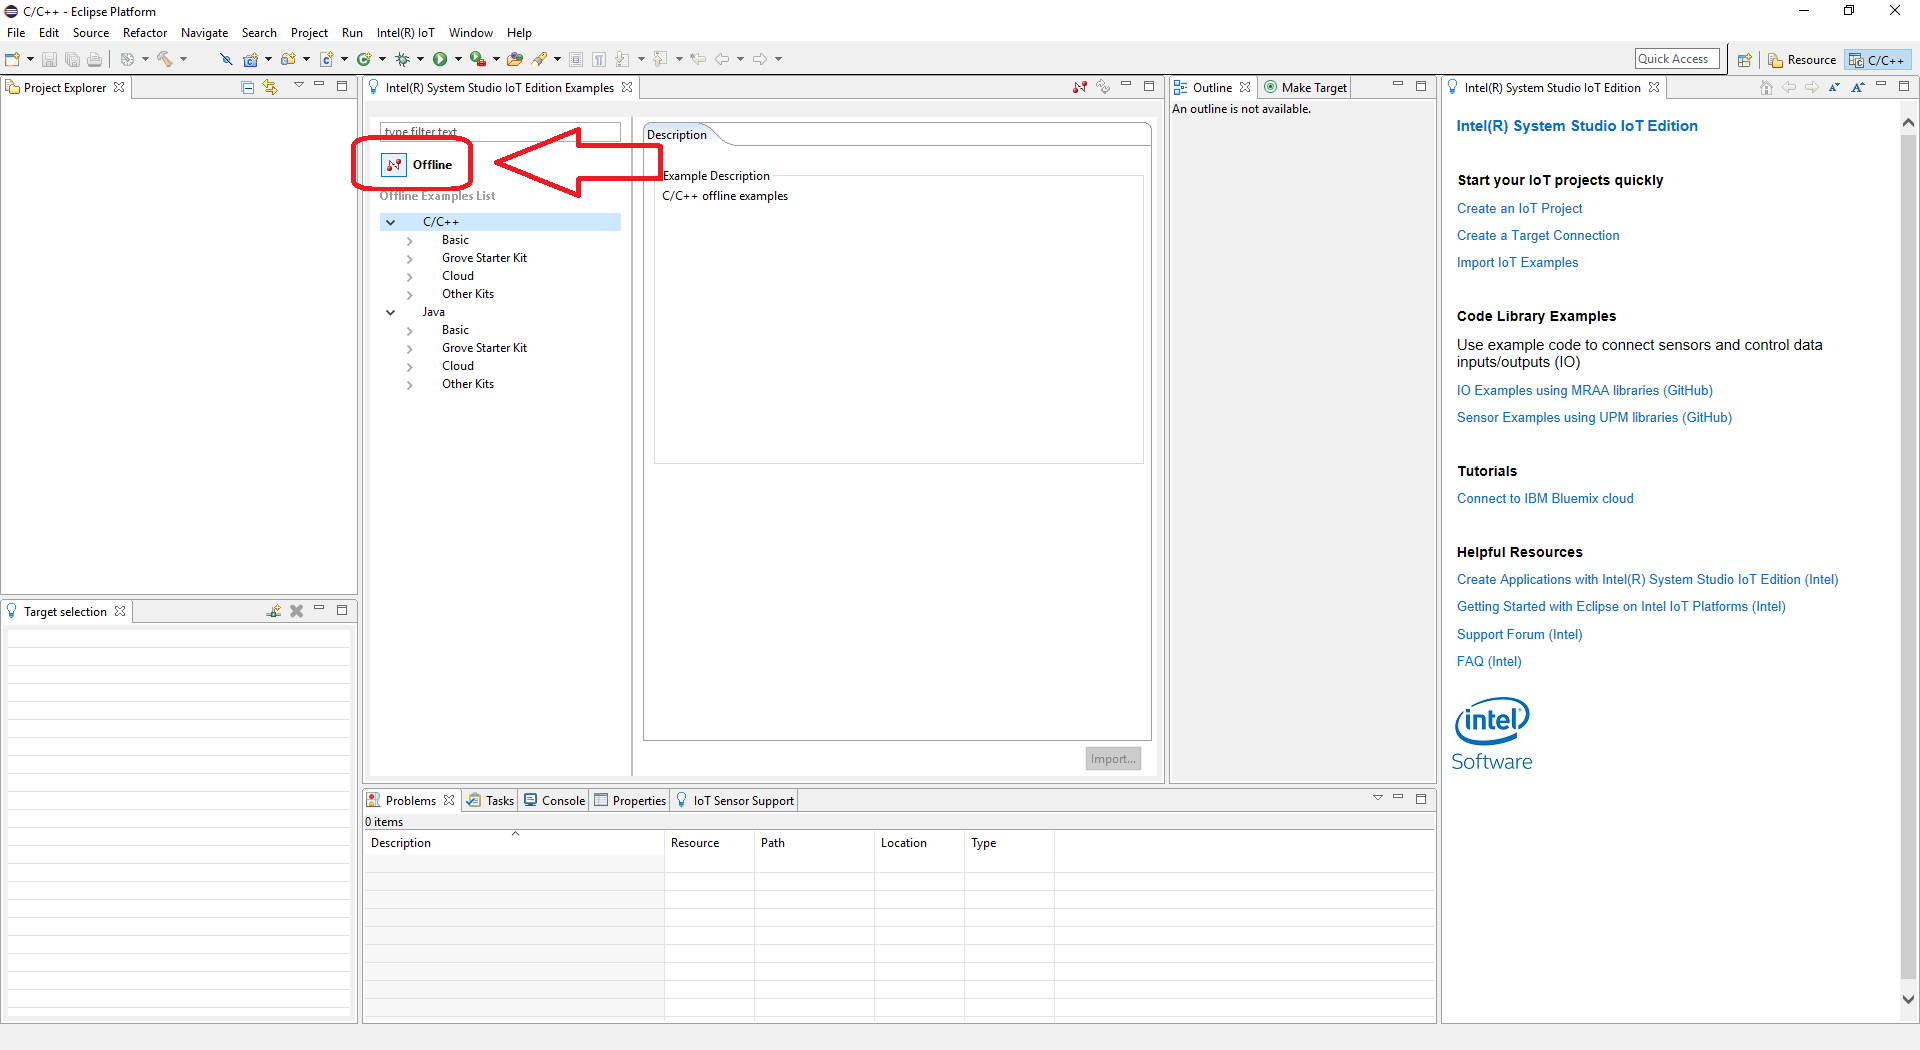 C/C++ - Eclipse Platform
File Edit Source Refactor Navigate Search Project Run Intel(R) IoT Window Help
Quick Access
Resource
C/C++
Project Explorer
Intel(R) System Studio IoT Edition Examples
type filter text
Offline
Offline Examples List
C/C++
Basic
Grove Starter Kit
Cloud
Other Kits
Java
Basic
Grove Starter Kit
Cloud
Other Kits
Description
Example Description
C/C++ offline examples
Import...
Outline
Make Target
An outline is not available.
Intel(R) System Studio IoT Edition
Intel(R) System Studio IoT Edition
Start your IoT projects quickly
Create an IoT Project
Create a Target Connection
Import IoT Examples
Code Library Examples
Use example code to connect sensors and control data
inputs/outputs (IO)
IO Examples using MRAA libraries (GitHub)
Sensor Examples using UPM libraries (GitHub)
Tutorials
Connect to IBM Bluemix cloud
Helpful Resources
Create Applications with Intel(R) System Studio IoT Edition (Intel)
Getting Started with Eclipse on Intel IoT Platforms (Intel)
Support Forum (Intel)
FAQ (Intel)
intel
Software
Target selection
Problems
Tasks
Console
Properties
IoT Sensor Support
0 items
Description Resource Path Location Type